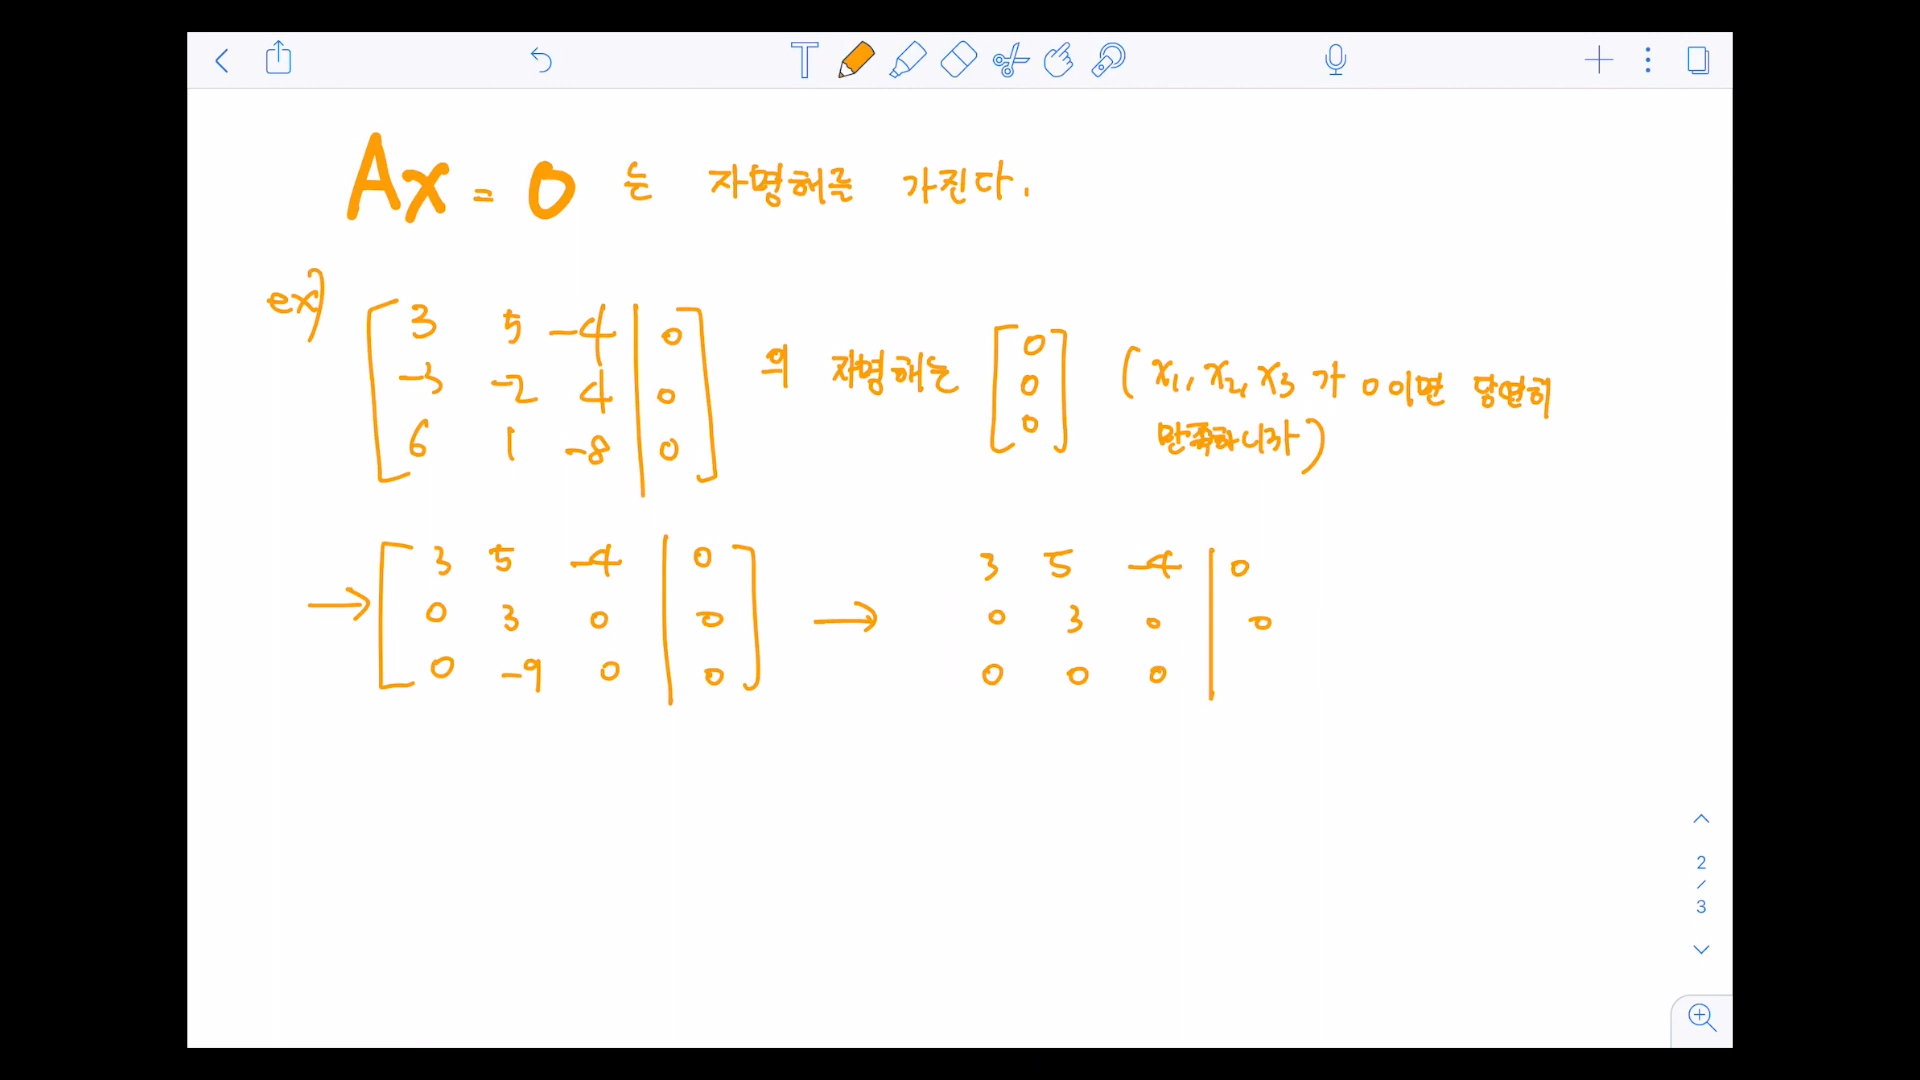 Ax = 0 는 자명해를 가진다.
ex)
3 5 -4 | 0
-3 -2 4 | 0
6 1 -8 | 0
의 자명해는
0
0
0
(x1, x2, x3 가 0이면 당연히
만족하니까)
→
3 5 -4 | 0
0 3 0 | 0
0 -9 0 | 0
→
3 5 -4 | 0
0 3 0 | 0
0 0 0 |
2
/
3